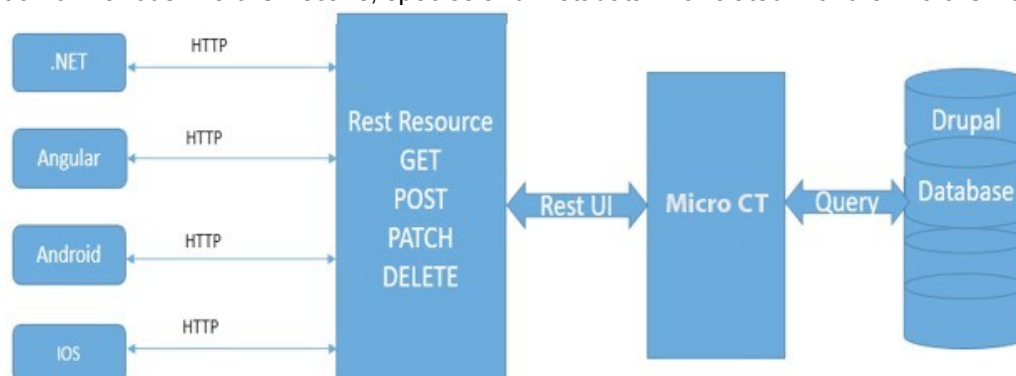 .NET
HTTP
Angular
HTTP
Android
HTTP
IOS
HTTP
Rest Resource
GET
POST
PATCH
DELETE
Rest UI
Micro CT
Query
Drupal
Database